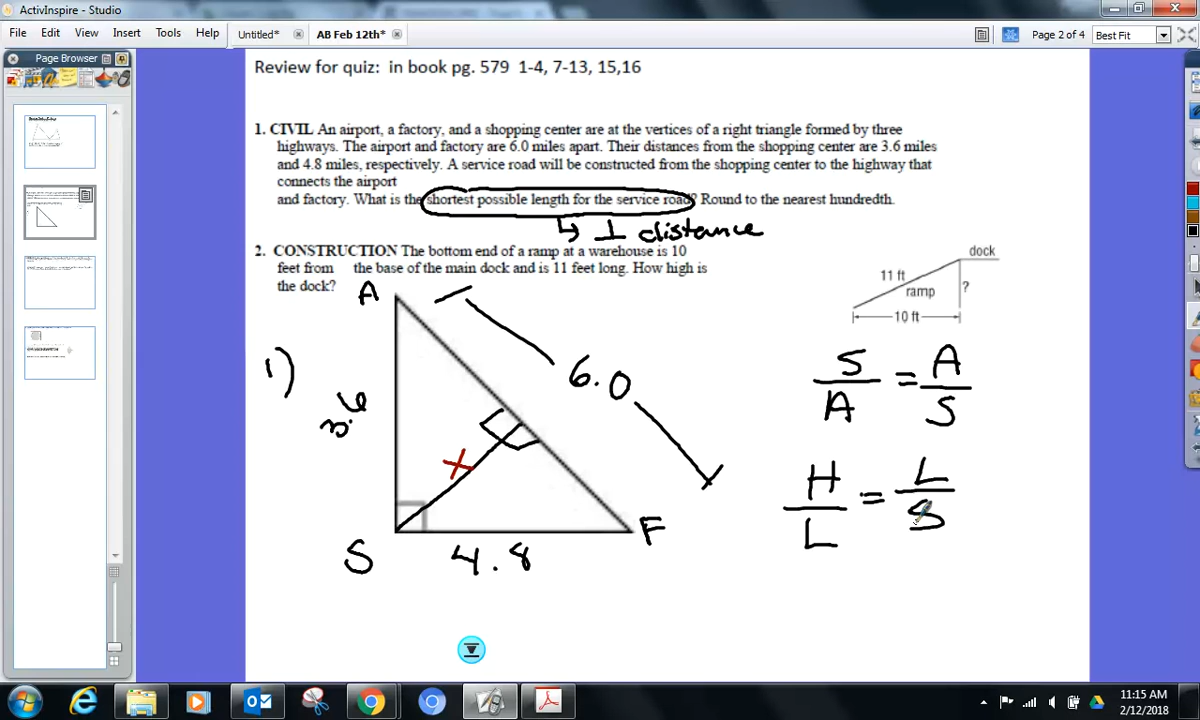 ActivInspire - Studio
File Edit View Insert Tools Help Untitled* AB Feb 12th* Page 2 of 4 Best Fit
Page Browser
Review for quiz: in book pg. 579 1-4, 7-13, 15,16
1. CIVIL An airport, a factory, and a shopping center are at the vertices of a right triangle formed by three
highways. The airport and factory are 6.0 miles apart. Their distances from the shopping center are 3.6 miles
and 4.8 miles, respectively. A service road will be constructed from the shopping center to the highway that
connects the airport
and factory. What is the shortest possible length for the service road? Round to the nearest hundredth.
↳ ⊥ distance
2. CONSTRUCTION The bottom end of a ramp at a warehouse is 10
feet from the base of the main dock and is 11 feet long. How high is
the dock?
dock
11 ft
ramp
?
10 ft
1)
A
3.6
6.0
x
S
4.8
F
S/A = A/S
H/L = L/S
11:15 AM
2/12/2018